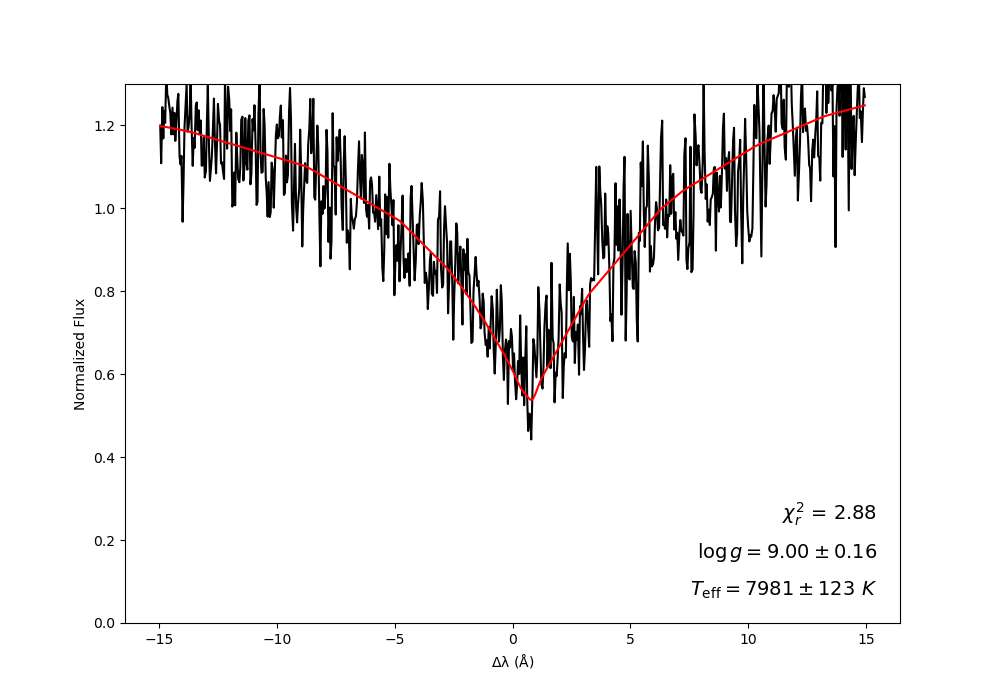 1.2
1.0
0.8
0.6
0.4
0.2
0.0
Normalized Flux
χ²ᵣ = 2.88
log g = 9.00 ± 0.16
T_eff = 7981 ± 123 K
−15 −10 −5 0 5 10 15
Δλ (Å)